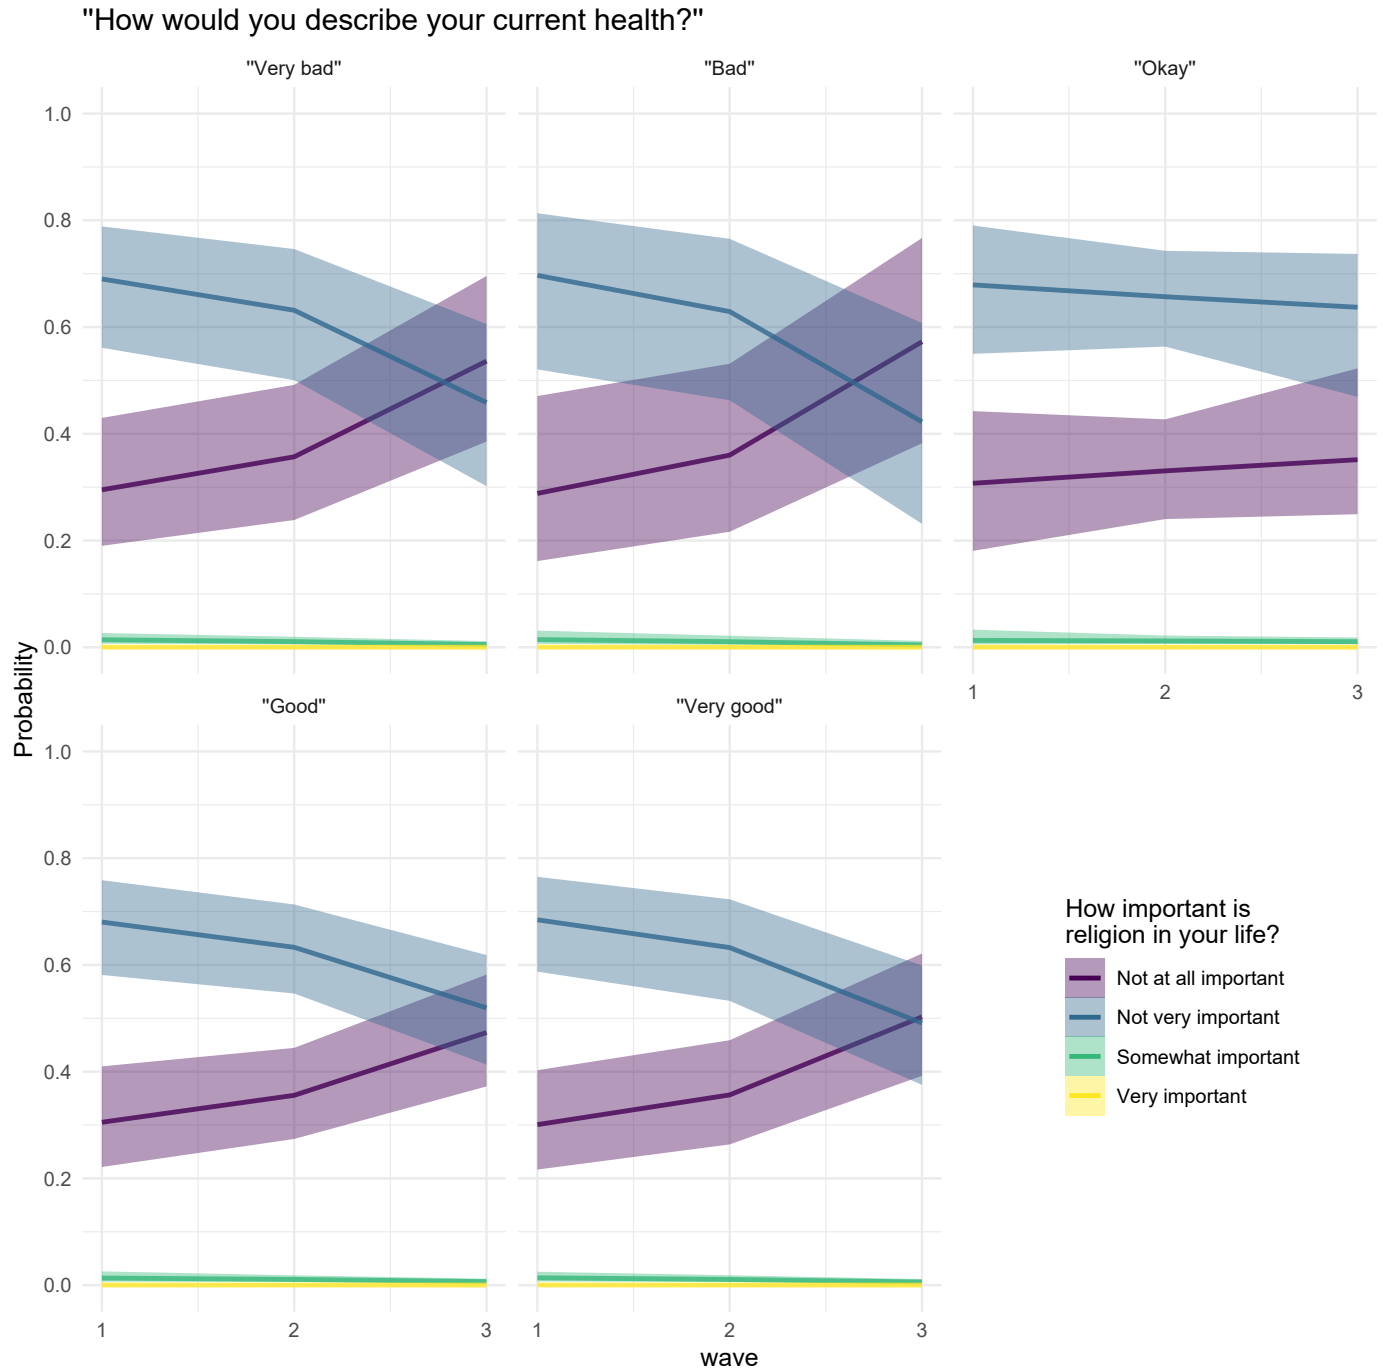 "How would you describe your current health?"
"Very bad"
"Bad"
"Okay"
1.0
0.8
0.6
0.4
0.2
0.0
1
2
3
Probability
"Good"
"Very good"
1.0
0.8
0.6
0.4
0.2
0.0
1
2
3
1
2
3
wave
How important is
religion in your life?
Not at all important
Not very important
Somewhat important
Very important